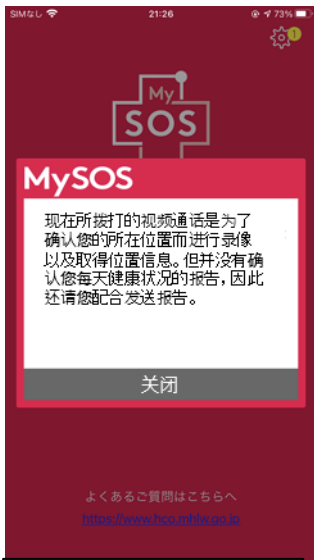 SIMなし 21:26 73%
1
My
SOS
MySOS
现在所拨打的视频通话是为了
确认您的所在位置而进行录像
以及取得位置信息。但并没有确
认您每天健康状况的报告，因此
还请您配合发送报告。
关闭
よくあるご質問はこちらへ
https://www.hco.mhlw.go.jp